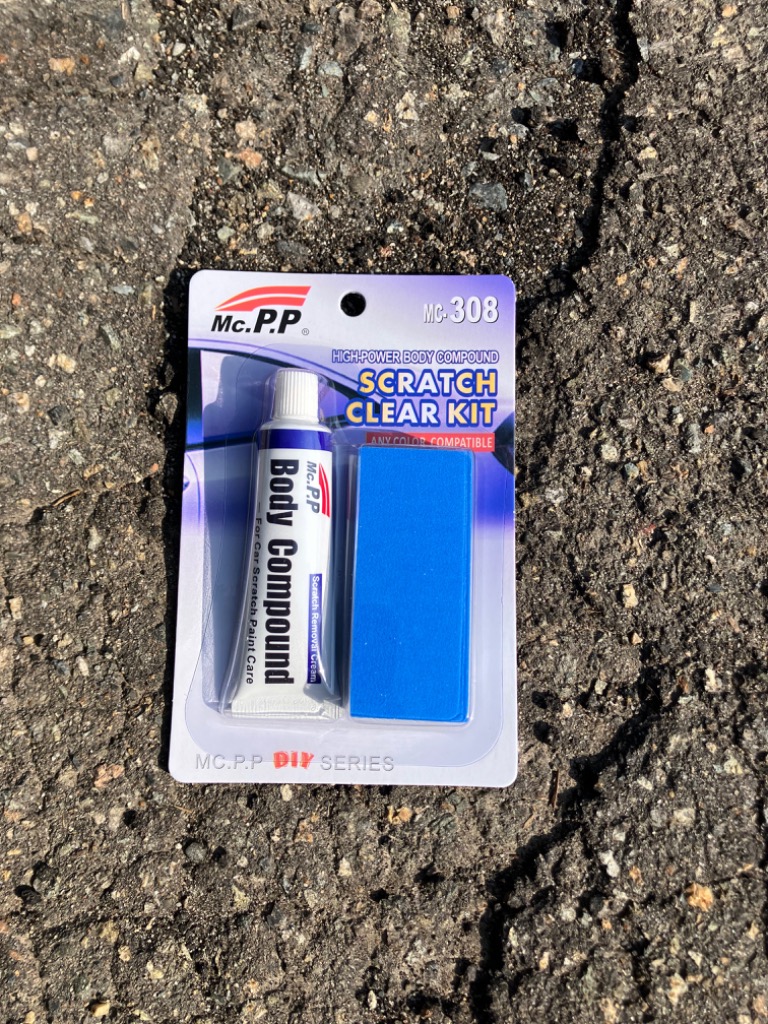 Mc.P.P ®
MC-308
HIGH-POWER BODY COMPOUND
SCRATCH
CLEAR KIT
ANY COLOR COMPATIBLE
Mc.P.P
Body Compound
For Car Scratch Paint Care
Scratch Removal Cream
MC.P.P DIY SERIES